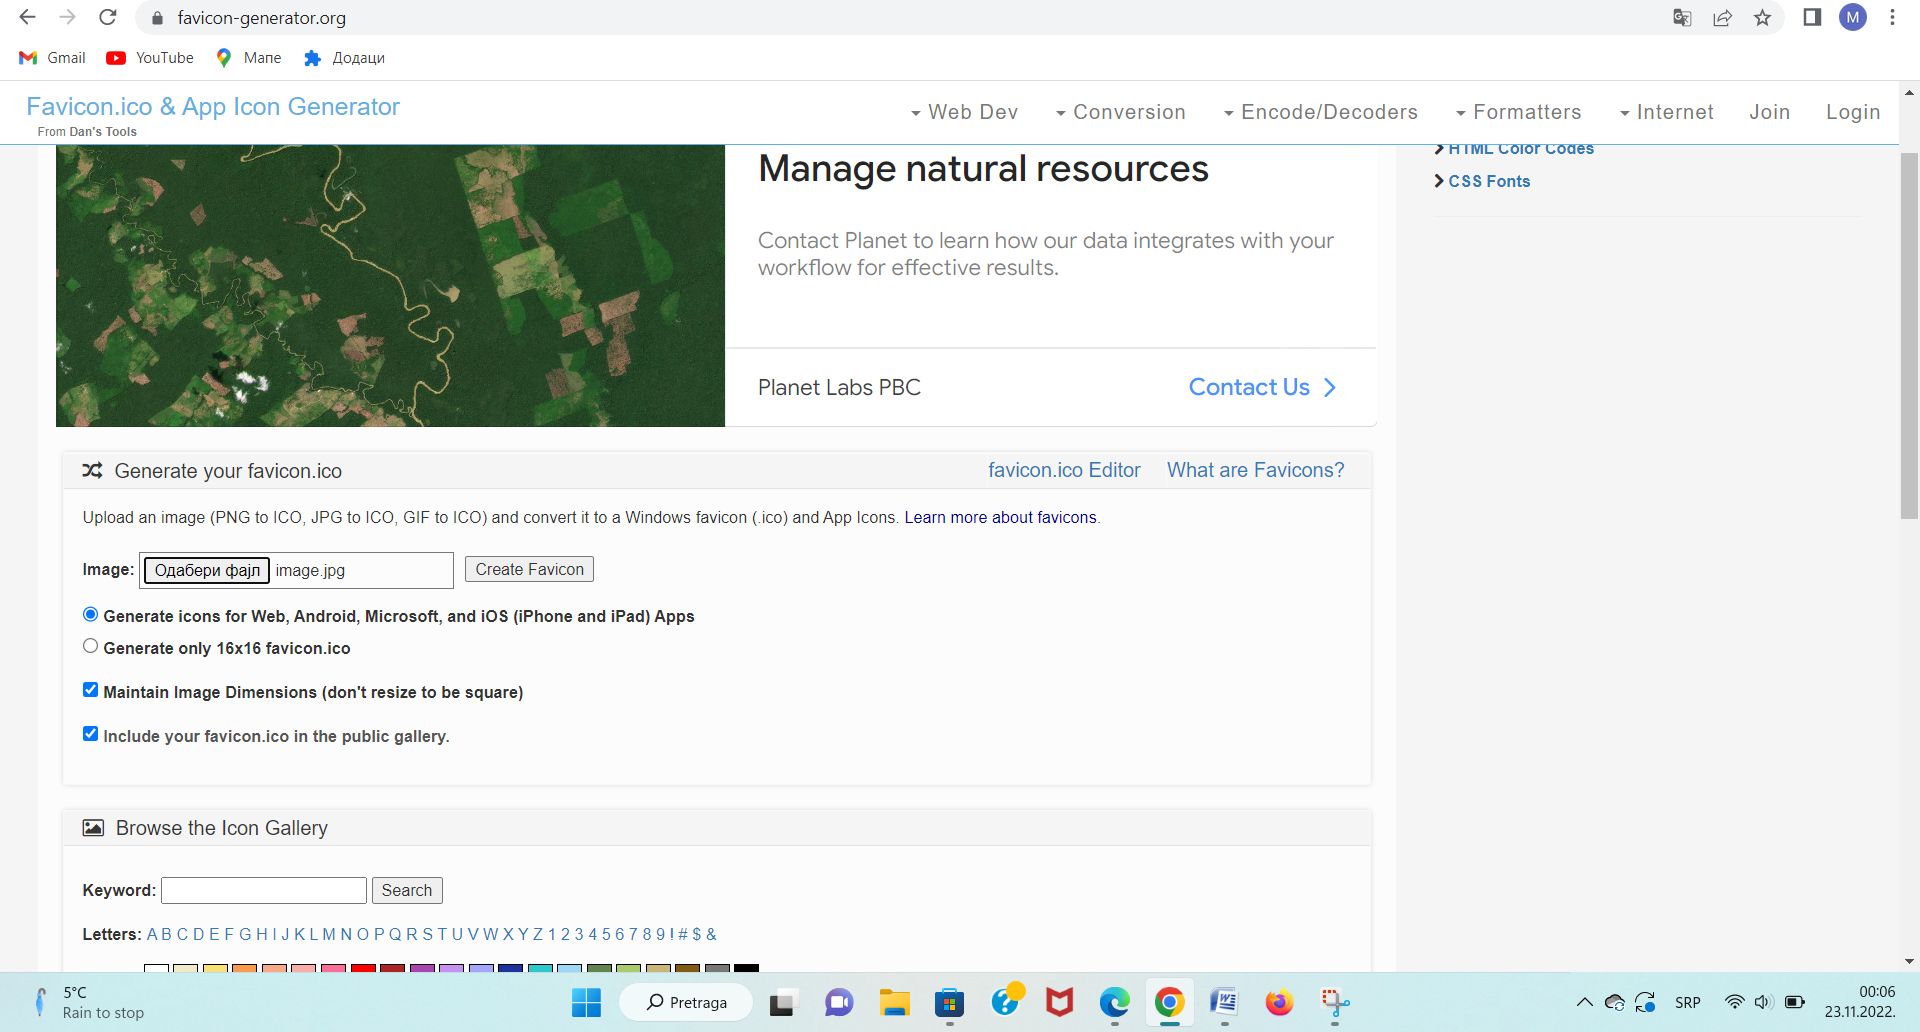 favicon-generator.org
M
Gmail YouTube Мапе Додаци
Favicon.ico & App Icon Generator
From Dan's Tools
Web Dev Conversion Encode/Decoders Formatters Internet Join Login
HTML Color Codes
CSS Fonts
Manage natural resources
Contact Planet to learn how our data integrates with your
workflow for effective results.
Planet Labs PBC Contact Us
Generate your favicon.ico favicon.ico Editor What are Favicons?
Upload an image (PNG to ICO, JPG to ICO, GIF to ICO) and convert it to a Windows favicon (.ico) and App Icons. Learn more about favicons.
Image: Одабери фајл image.jpg Create Favicon
Generate icons for Web, Android, Microsoft, and iOS (iPhone and iPad) Apps
Generate only 16x16 favicon.ico
Maintain Image Dimensions (don't resize to be square)
Include your favicon.ico in the public gallery.
Browse the Icon Gallery
Keyword: Search
Letters: A B C D E F G H I J K L M N O P Q R S T U V W X Y Z 1 2 3 4 5 6 7 8 9 ! # $ &
5°C
Rain to stop
Pretraga
SRP
00:06
23.11.2022.